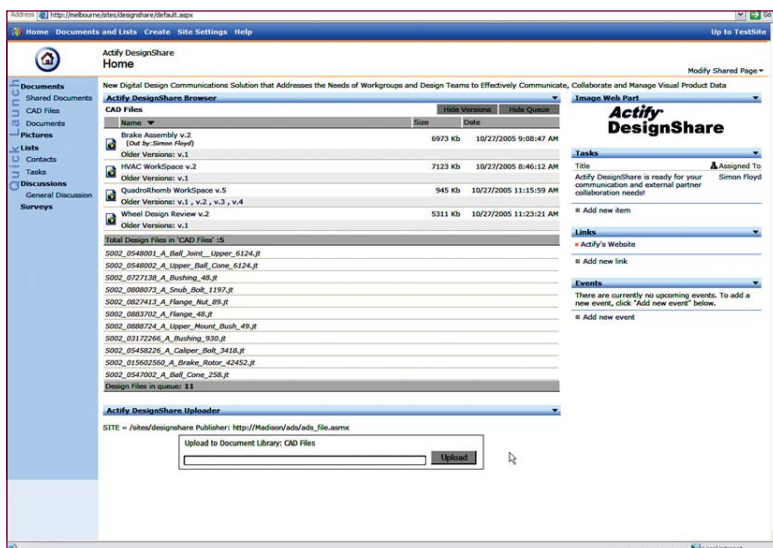 Address http://melbourne/sites/designshare/default.aspx Go
Home Documents and Lists Create Site Settings Help Up to TestSite
Actify DesignShare
Home
Modify Shared Page
Quick Launch
Documents
Shared Documents
CAD Files
Documents
Pictures
Lists
Contacts
Tasks
Discussions
General Discussion
Surveys
New Digital Design Communications Solution that Addresses the Needs of Workgroups and Design Teams to Effectively Communicate, Collaborate and Manage Visual Product Data
Actify DesignShare Browser
CAD Files Hide Versions Hide Queue
Name Size Date
Brake Assembly v.2 6973 Kb 10/27/2005 9:08:47 AM
(Out by:Simon Floyd)
Older Versions: v.1
HVAC WorkSpace v.2 7123 Kb 10/27/2005 8:46:12 AM
Older Versions: v.1
QuadroRhomb WorkSpace v.5 945 Kb 10/27/2005 11:15:59 AM
Older Versions: v.1 , v.2 , v.3 , v.4
Wheel Design Review v.2 5311 Kb 10/27/2005 11:23:21 AM
Older Versions: v.1
Total Design Files in 'CAD Files' :5
S002_0548001_A_Ball_Joint__Upper_6124.jt
S002_0548002_A_Upper_Ball_Cone_6124.jt
S002_0727138_A_Bushing_48.jt
S002_0808073_A_Snub_Bolt_1197.jt
S002_0827413_A_Flange_Nut_89.jt
S002_0883702_A_Flange_48.jt
S002_0888724_A_Upper_Mount_Bush_49.jt
S002_03172266_A_Bushing_930.jt
S002_05458226_A_Caliper_Bolt_3418.jt
S002_015602560_A_Brake_Rotor_42452.jt
S002_0547002_A_Ball_Cone_258.jt
Design Files in queue: 11
Actify DesignShare Uploader
SITE = /sites/designshare Publisher: http://Madison/ads/ads_file.asmx
Upload to Document Library: CAD Files
Upload
Image Web Part
Actify
DesignShare
Tasks
Title Assigned To
Actify DesignShare is ready for your Simon Floyd
communication and external partner
collaboration needs!
Add new item
Links
Actify's Website
Add new link
Events
There are currently no upcoming events. To add a
new event, click "Add new event" below.
Add new event